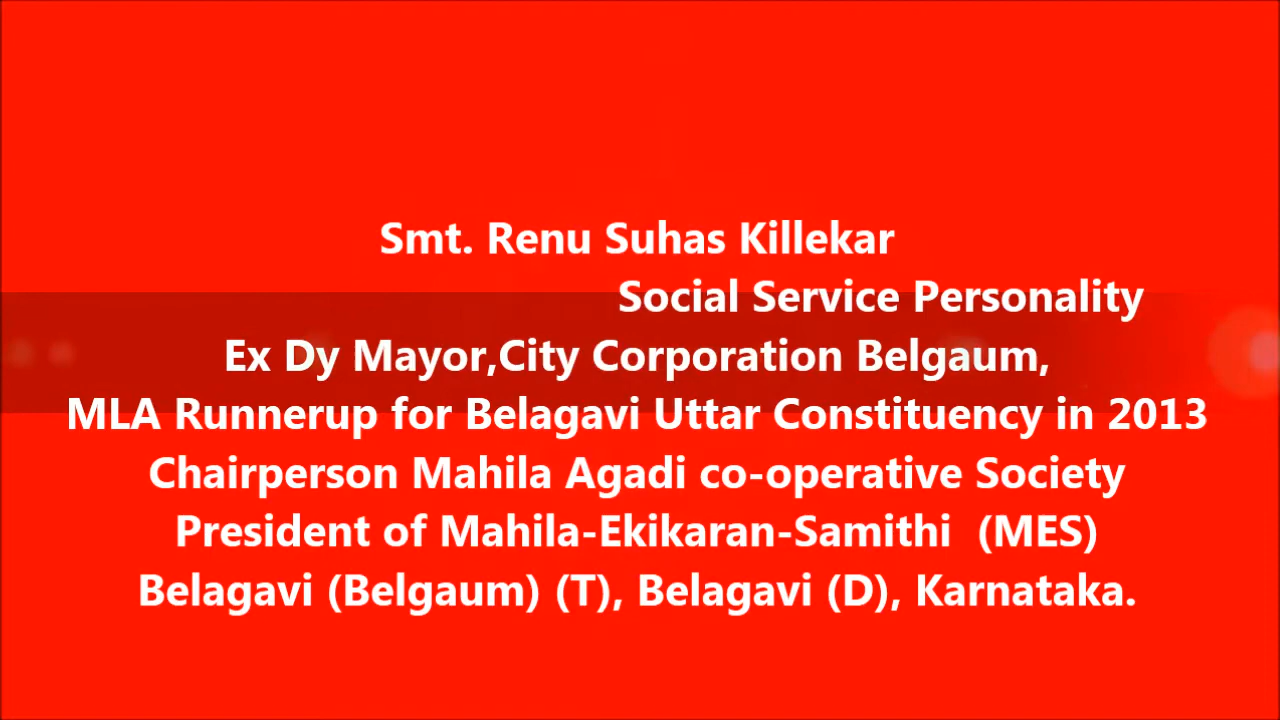 Smt. Renu Suhas Killekar
Social Service Personality
Ex Dy Mayor,City Corporation Belgaum,
MLA Runnerup for Belagavi Uttar Constituency in 2013
Chairperson Mahila Agadi co-operative Society
President of Mahila-Ekikaran-Samithi  (MES)
Belagavi (Belgaum) (T), Belagavi (D), Karnataka.